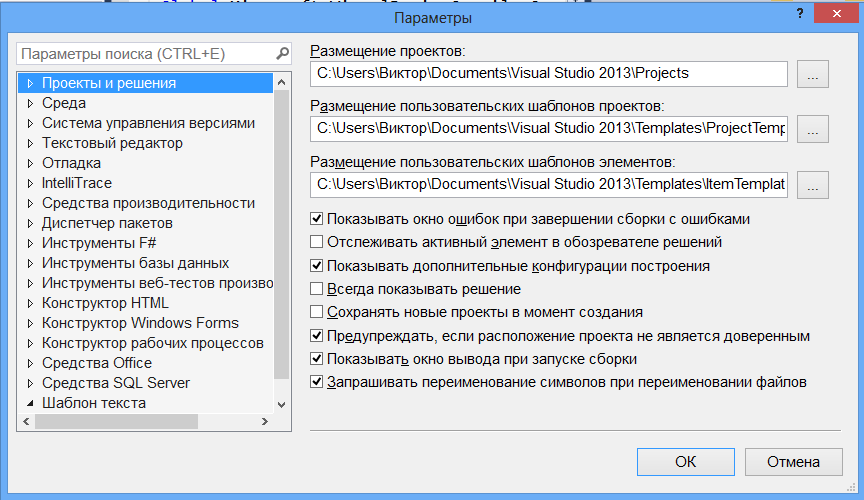 Параметры
?
Параметры поиска (CTRL+E)
Проекты и решения
Среда
Система управления версиями
Текстовый редактор
Отладка
IntelliTrace
Средства производительности
Диспетчер пакетов
Инструменты F#
Инструменты базы данных
Инструменты веб-тестов произво
Конструктор HTML
Конструктор Windows Forms
Конструктор рабочих процессов
Средства Office
Средства SQL Server
Шаблон текста
Размещение проектов:
C:\Users\Виктор\Documents\Visual Studio 2013\Projects
...
Размещение пользовательских шаблонов проектов:
C:\Users\Виктор\Documents\Visual Studio 2013\Templates\ProjectTemp
...
Размещение пользовательских шаблонов элементов:
C:\Users\Виктор\Documents\Visual Studio 2013\Templates\ItemTemplat
...
Показывать окно ошибок при завершении сборки с ошибками
Отслеживать активный элемент в обозревателе решений
Показывать дополнительные конфигурации построения
Всегда показывать решение
Сохранять новые проекты в момент создания
Предупреждать, если расположение проекта не является доверенным
Показывать окно вывода при запуске сборки
Запрашивать переименование символов при переименовании файлов
ОК
Отмена